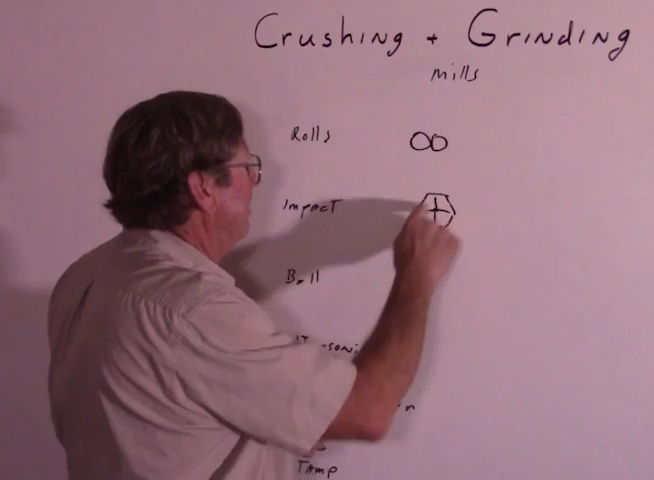 Crushing + Grinding
mills
Rolls
Impact
Ball
Tamp